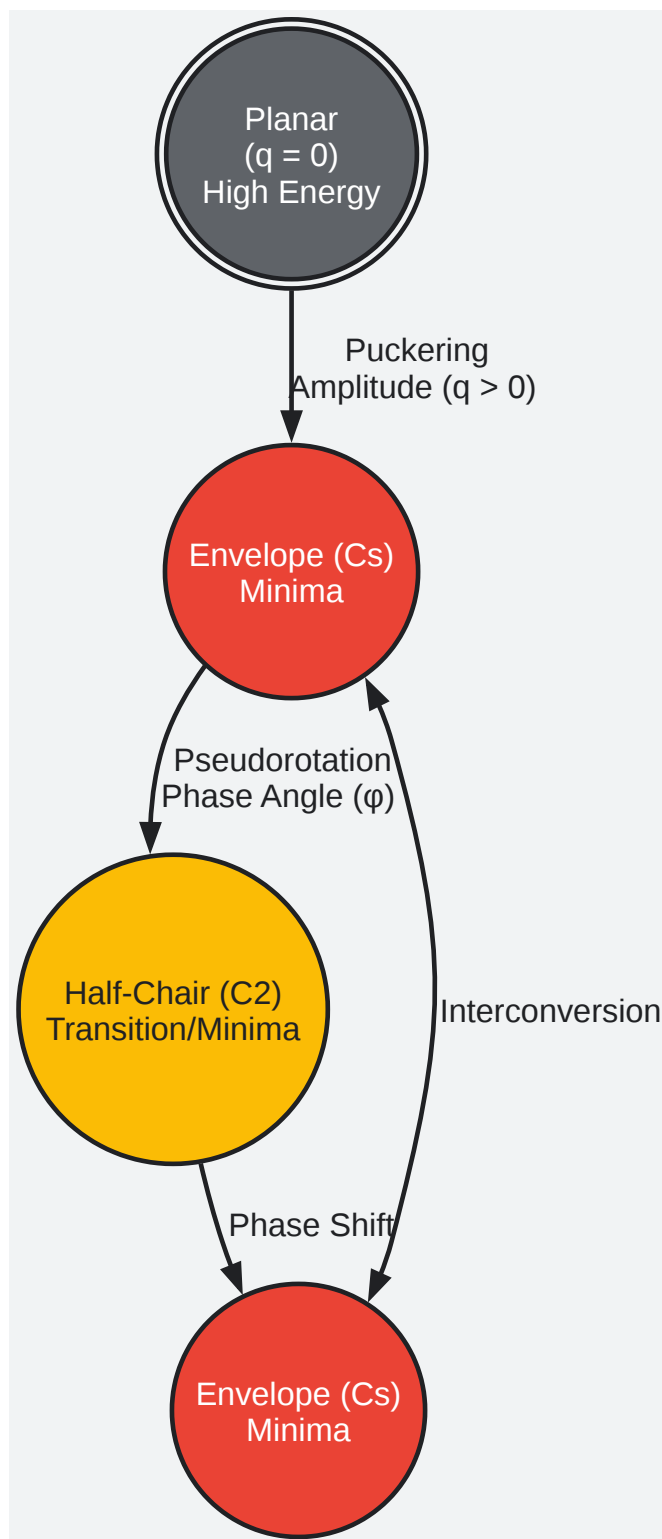 Planar
(q = 0)
High Energy
Puckering
Amplitude (q > 0)
Envelope (Cs)
Minima
Pseudorotation
Phase Angle (φ)
Half-Chair (C2)
Transition/Minima
Interconversion
Phase Shift
Envelope (Cs)
Minima